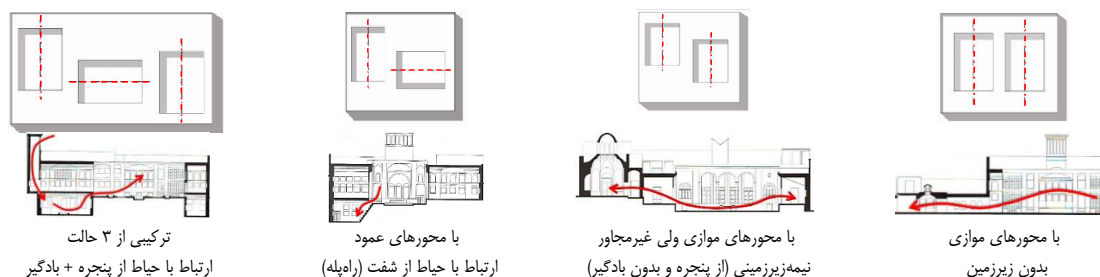 با محورهای موازی
بدون زیرزمین
با محورهای موازی ولی غیرمجاور
نیمه‌زیرزمینی (از پنجره و بدون بادگیر)
با محورهای عمود
ارتباط با حیاط از شفت (راه‌پله)
ترکیبی از ۳ حالت
ارتباط با حیاط از پنجره + بادگیر